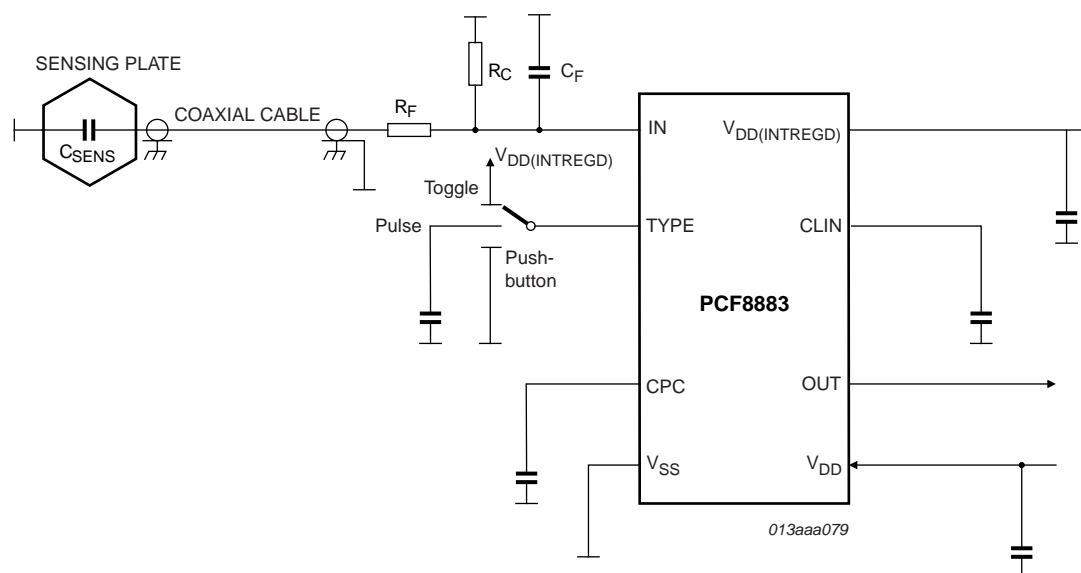 SENSING PLATE
COAXIAL CABLE
CSENS
RF
RC
CF
VDD(INTREGD)
Toggle
Pulse
Push-
button
IN
TYPE
CPC
VSS
PCF8883
VDD(INTREGD)
CLIN
OUT
VDD
013aaa079